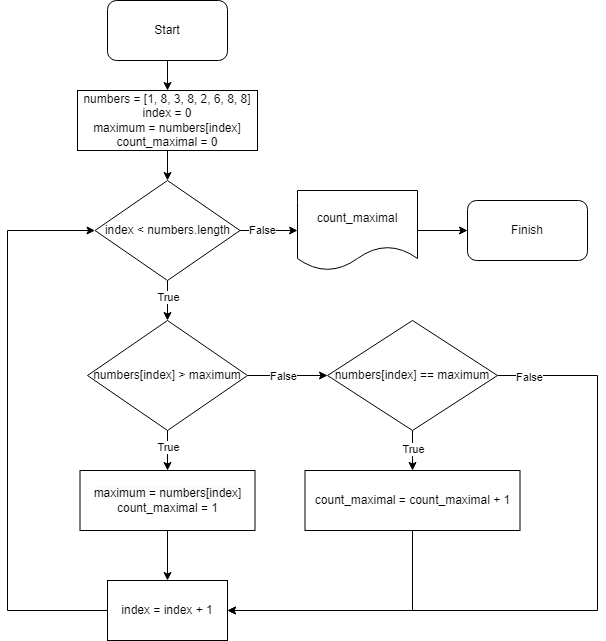 Start
numbers = [1, 8, 3, 8, 2, 6, 8, 8]
index = 0
maximum = numbers[index]
count_maximal = 0
index < numbers.length
False
count_maximal
Finish
True
numbers[index] > maximum
False
numbers[index] == maximum
False
True
True
maximum = numbers[index]
count_maximal = 1
count_maximal = count_maximal + 1
index = index + 1